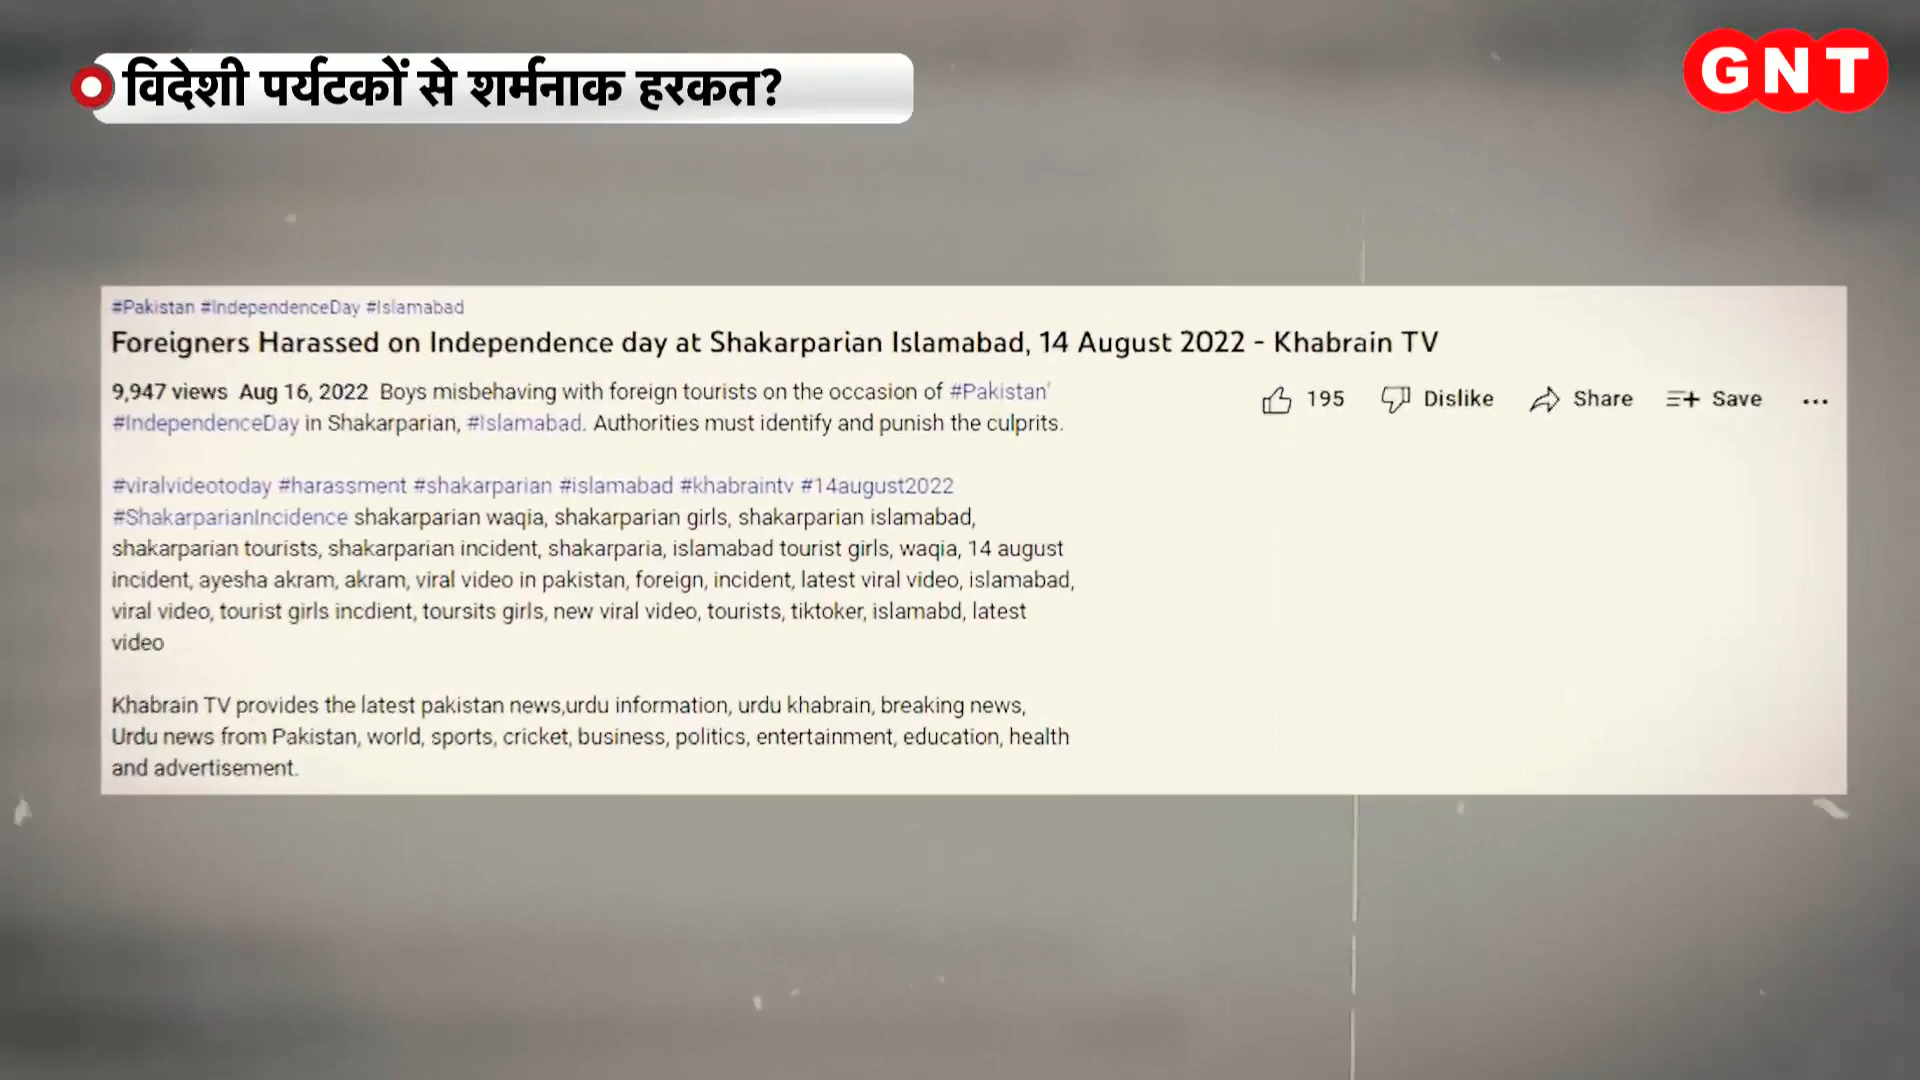 विदेशी पर्यटकों से शर्मनाक हरकत?
GNT
#Pakistan #IndependenceDay #Islamabad
Foreigners Harassed on Independence day at Shakarparian Islamabad, 14 August 2022 - Khabrain TV
9,947 views Aug 16, 2022 Boys misbehaving with foreign tourists on the occasion of #Pakistan'
#IndependenceDay in Shakarparian, #Islamabad. Authorities must identify and punish the culprits.
195 Dislike Share Save ...
#viralvideotoday #harassment #shakarparian #islamabad #khabraintv #14august2022
#ShakarparianIncidence shakarparian waqia, shakarparian girls, shakarparian islamabad,
shakarparian tourists, shakarparian incident, shakarparia, islamabad tourist girls, waqia, 14 august
incident, ayesha akram, akram, viral video in pakistan, foreign, incident, latest viral video, islamabad,
viral video, tourist girls incdient, toursits girls, new viral video, tourists, tiktoker, islamabd, latest
video
Khabrain TV provides the latest pakistan news,urdu information, urdu khabrain, breaking news,
Urdu news from Pakistan, world, sports, cricket, business, politics, entertainment, education, health
and advertisement.